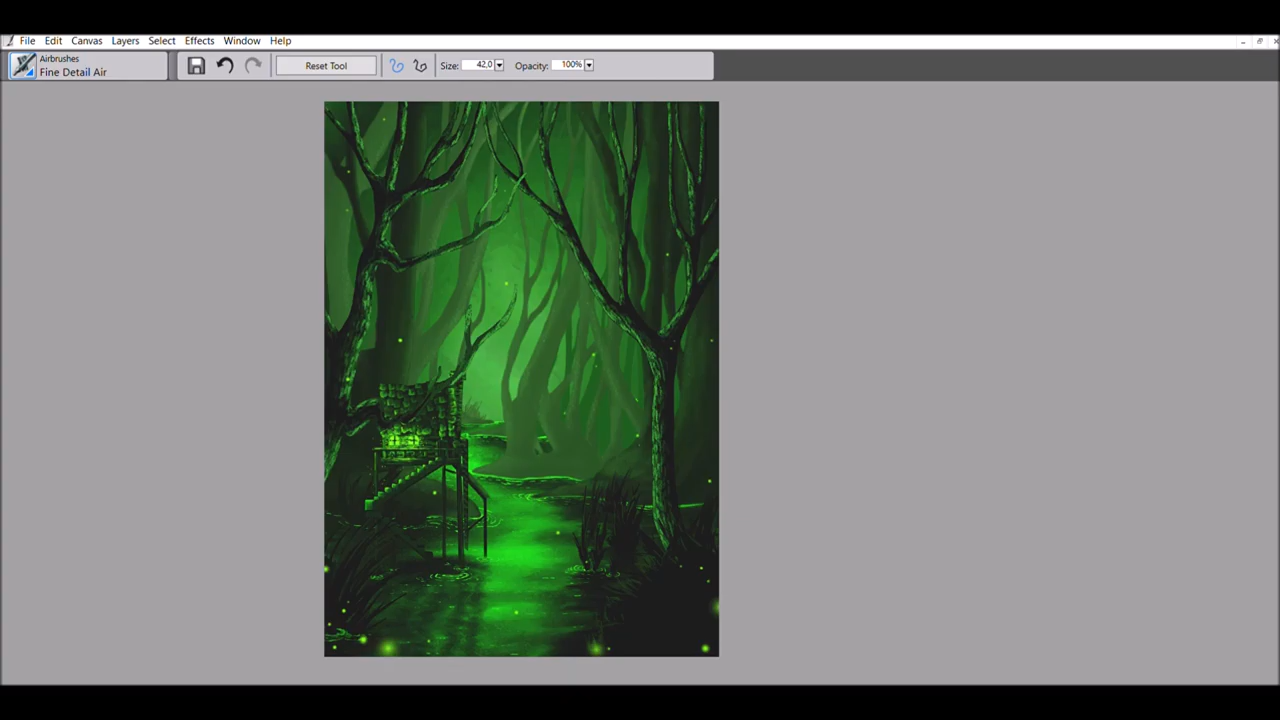 File Edit Canvas Layers Select Effects Window Help
Airbrushes
Fine Detail Air
Reset Tool
Size: 42,0
Opacity: 100%